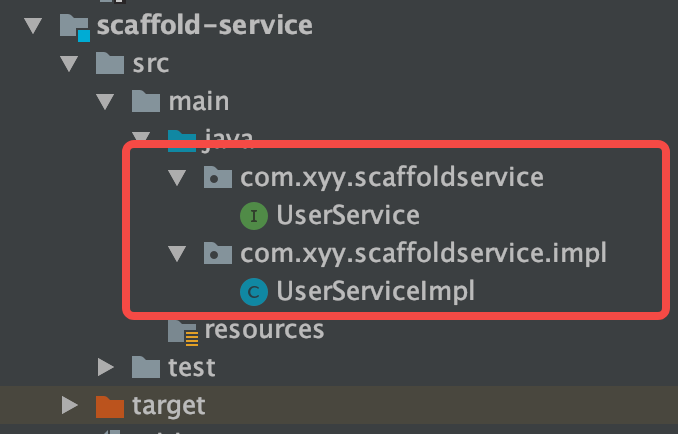 scaffold-service
src
main
java
com.xyy.scaffoldservice
I UserService
com.xyy.scaffoldservice.impl
C UserServiceImpl
resources
test
target